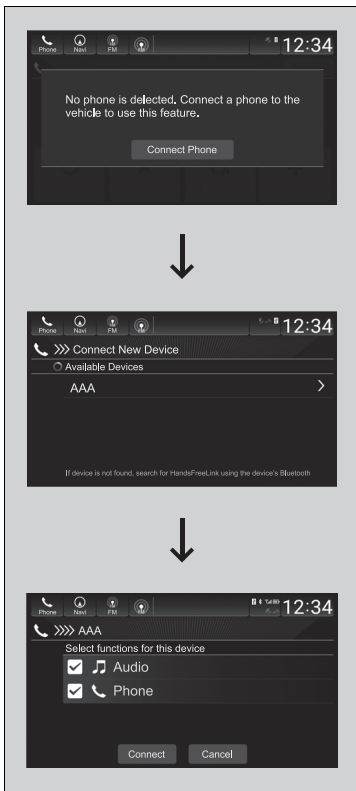 Phone Navi FM 12:34
No phone is delected. Connect a phone to the
vehicle to use this feature.
Connect Phone
Phone Navi FM 12:34
Connect New Device
Available Devices
AAA
If device is not found, search for HandsFreeLink using the device's Bluetooth
Phone Navi FM 12:34
AAA
Select functions for this device
Audio
Phone
Connect Cancel